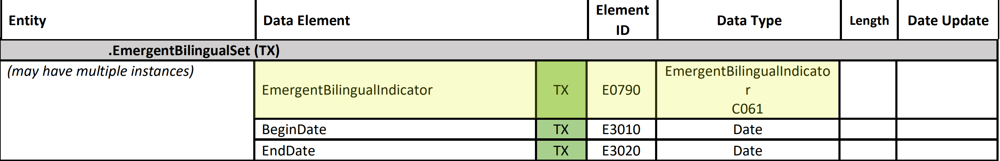 Entity Data Element Element ID Data Type Length Date Update
.EmergentBilingualSet (TX)
(may have multiple instances)
EmergentBilingualIndicator TX E0790 EmergentBilingualIndicato
r
C061
BeginDate TX E3010 Date
EndDate TX E3020 Date